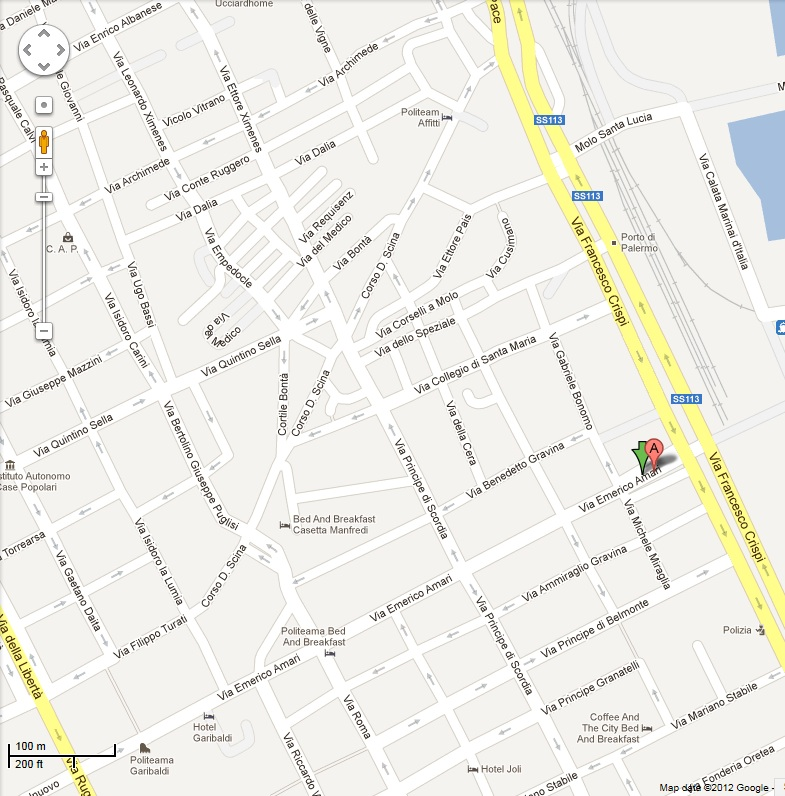 Ucciardhome
Via Enrico Albanese
delle Vigne
Pace
Via Leonardo Ximenes
Via Ettore Ximenes
Via Archimede
Vicolo Vitrano
Politeam
Affitti
SS113
Molo Santa Lucia
Via Dalia
Via Archimede
Via Conte Ruggero
Via Dalia
SS113
Via Calata Marinai d'Italia
C. A. P.
Via Empedocle
Via Requisenz
Via del Medico
Via Bontà
Corso D. Scina
Via Ettore Pais
Via Cusimano
Via Francesco Crispi
Porto di
Palermo
Via Ugo Bassi
Via Isidoro Carini
Via Corselli a Molo
Via dello Speziale
Via Quintino Sella
Via Giuseppe Mazzini
Via Collegio di Santa Maria
Via Gabriele Bonomo
Cortile Bontà
Corso D. Scina
SS113
Via Quintino Sella
Via Bertolino Giuseppe Puglisi
Via della Cera
Via Principe di Scordia
Via Benedetto Gravina
A
Via Emerico Amari
Via Francesco Crispi
Istituto Autonomo
Case Popolari
Bed And Breakfast
Casetta Manfredi
Torrearsa
Via Gaetano Daita
Via Isidoro la Lumia
Corso D. Scina
Via Michele Miraglia
Via Ammiraglio Gravina
Via Emerico Amari
Via Principe di Scordia
Via Principe di Belmonte
Polizia
Via Filippo Turati
Politeama Bed
And Breakfast
Via della Libertà
Via Emerico Amari
Via Principe Granatelli
Via Roma
Via Mariano Stabile
Hotel
Garibaldi
Coffee And
The City Bed
and Breakfast
100 m
200 ft
Politeama
Garibaldi
Via Riccardo
Hotel Joli
Stabile
Via Fonderia Oretea
Map data ©2012 Google -